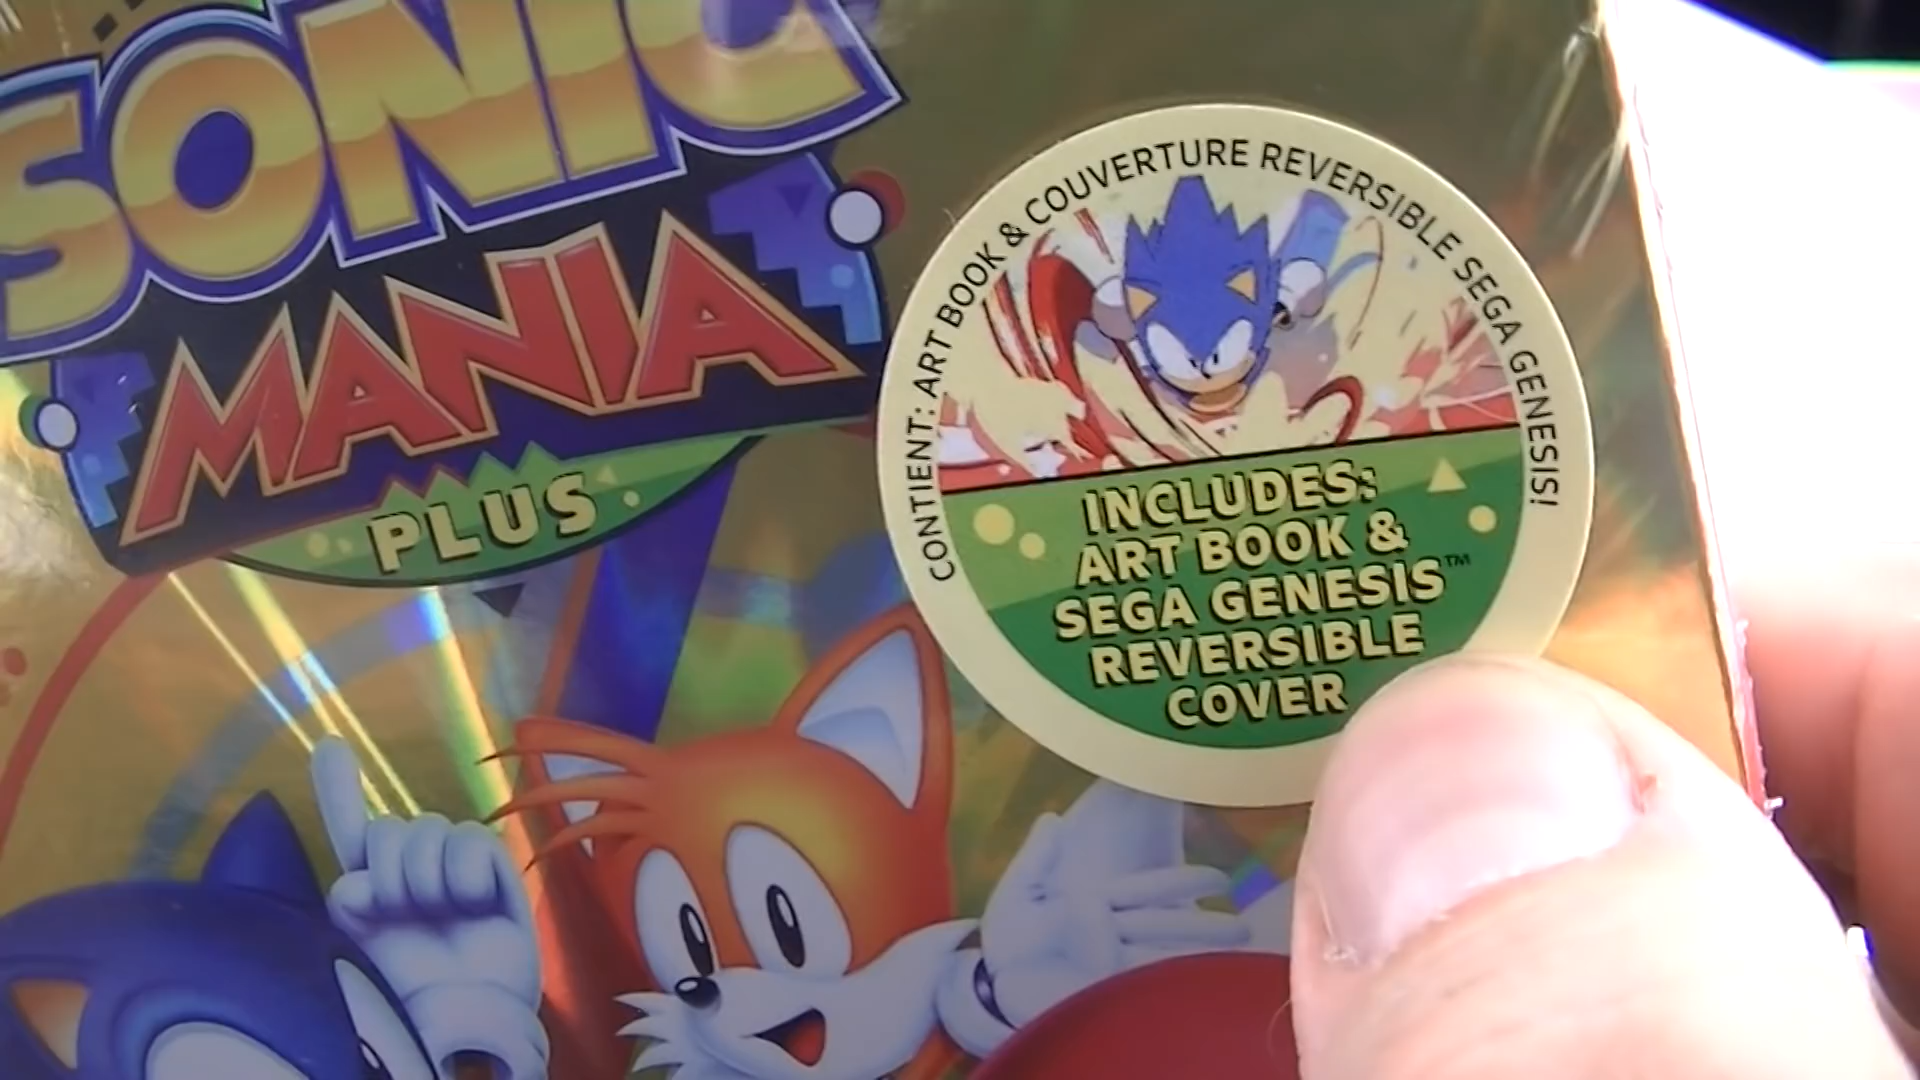 SONIC
MANIA
PLUS
CONTIENT: ART BOOK & COUVERTURE REVERSIBLE SEGA GENESIS!
INCLUDES:
ART BOOK &
SEGA GENESIS™
REVERSIBLE
COVER